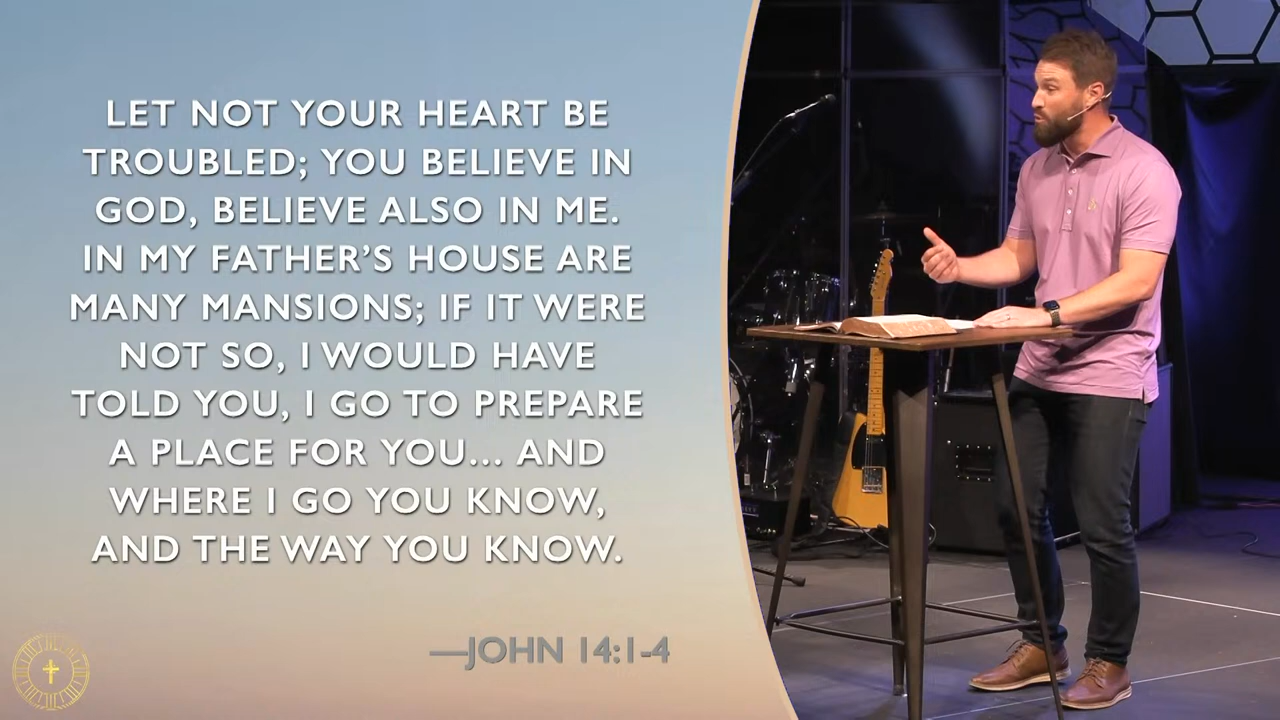 LET NOT YOUR HEART BE
TROUBLED; YOU BELIEVE IN
GOD, BELIEVE ALSO IN ME.
IN MY FATHER’S HOUSE ARE
MANY MANSIONS; IF IT WERE
NOT SO, I WOULD HAVE
TOLD YOU, I GO TO PREPARE
A PLACE FOR YOU... AND
WHERE I GO YOU KNOW,
AND THE WAY YOU KNOW.
—JOHN 14:1-4